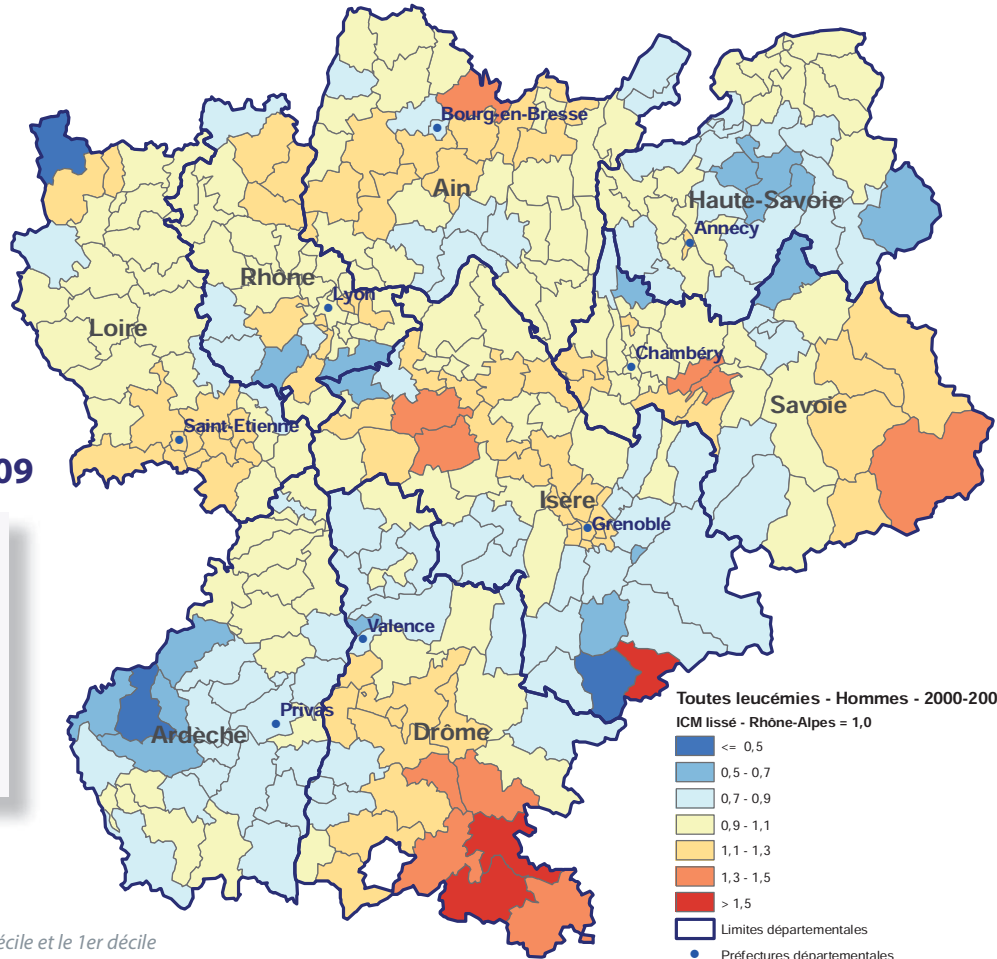 Bourg-en-Bresse
Ain
Haute-Savoie
Annecy
Rhône
Lyon
Loire
Chambéry
Savoie
Saint-Etienne
09
Isère
Grenoble
Valence
Privas
Ardèche
Drôme
Toutes leucémies - Hommes - 2000-200
ICM lissé - Rhône-Alpes = 1,0
<= 0,5
0,5 - 0,7
0,7 - 0,9
0,9 - 1,1
1,1 - 1,3
1,3 - 1,5
> 1,5
Limites départementales
Préfectures départementales
écile et le 1er décile